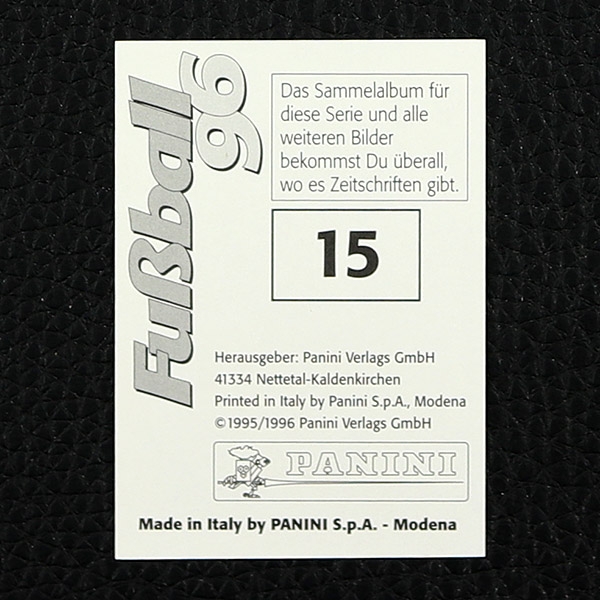 Fußball
96
Das Sammelalbum für
diese Serie und alle
weiteren Bilder
bekommst Du überall,
wo es Zeitschriften gibt.
15
Herausgeber: Panini Verlags GmbH
41334 Nettetal-Kaldenkirchen
Printed in Italy by Panini S.p.A., Modena
©1995/1996 Panini Verlags GmbH
PANINI
Made in Italy by PANINI S.p.A. - Modena